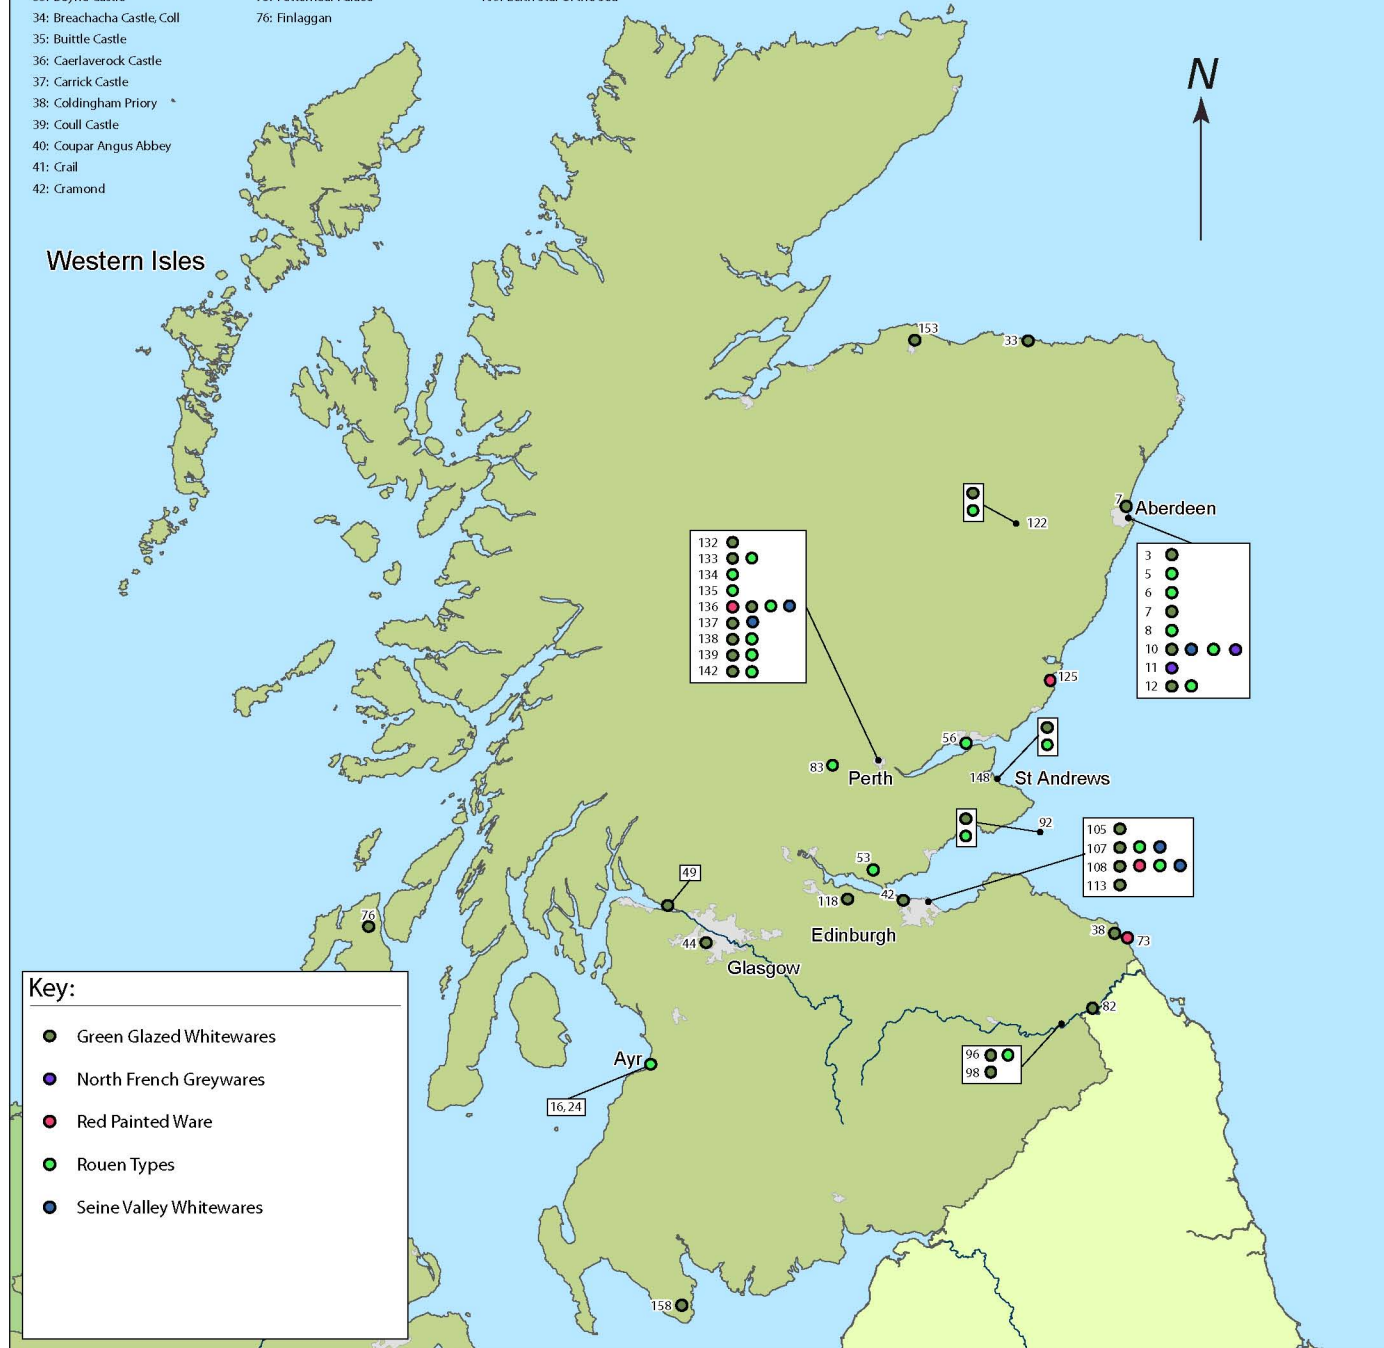 34: Breachacha Castle, Coll
35: Buittle Castle
36: Caerlaverock Castle
37: Carrick Castle
38: Coldingham Priory
39: Coull Castle
40: Coupar Angus Abbey
41: Crail
42: Cramond
76: Finlaggan
N
Western Isles
153
33
122
7
Aberdeen
132
133
134
135
136
137
138
139
142
3
5
6
7
8
10
11
12
125
56
83
Perth
148
St Andrews
92
105
107
108
113
53
42
118
Edinburgh
49
44
Glasgow
76
38
73
82
96
98
Ayr
16, 24
158
Key:
Green Glazed Whitewares
North French Greywares
Red Painted Ware
Rouen Types
Seine Valley Whitewares